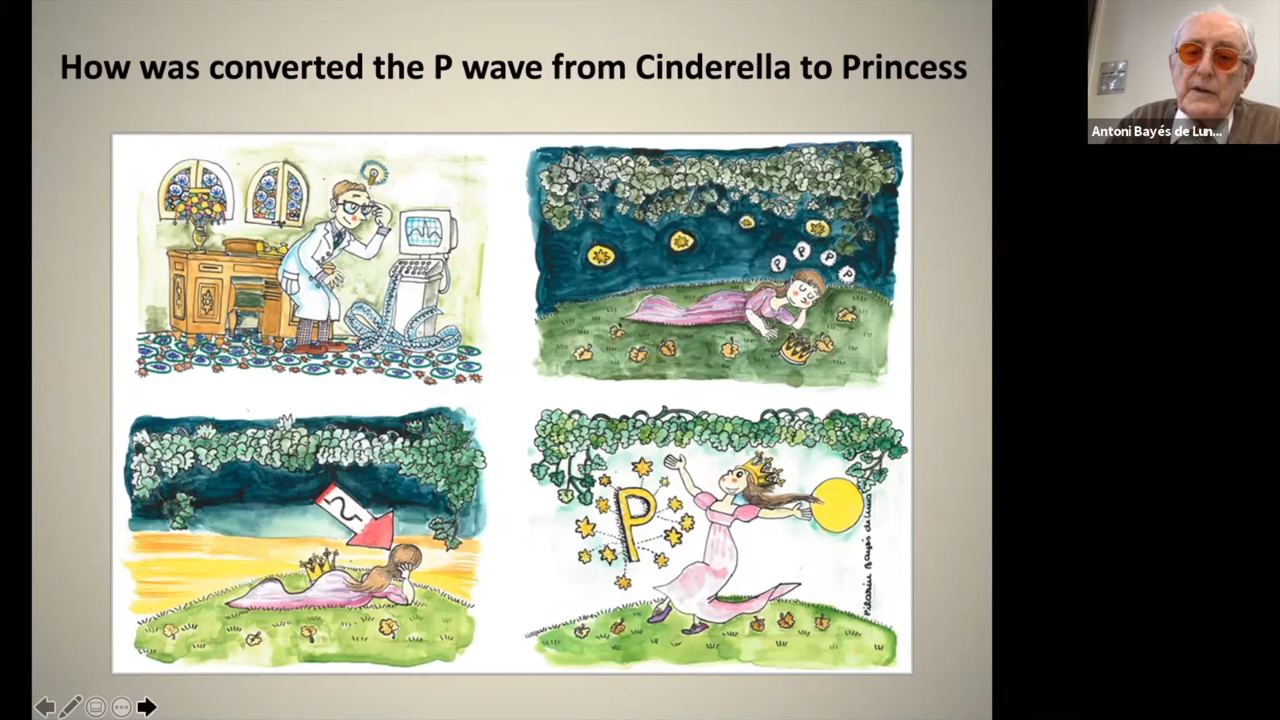 How was converted the P wave from Cinderella to Princess
Antoni Bayés de Lun...
P P P P
P